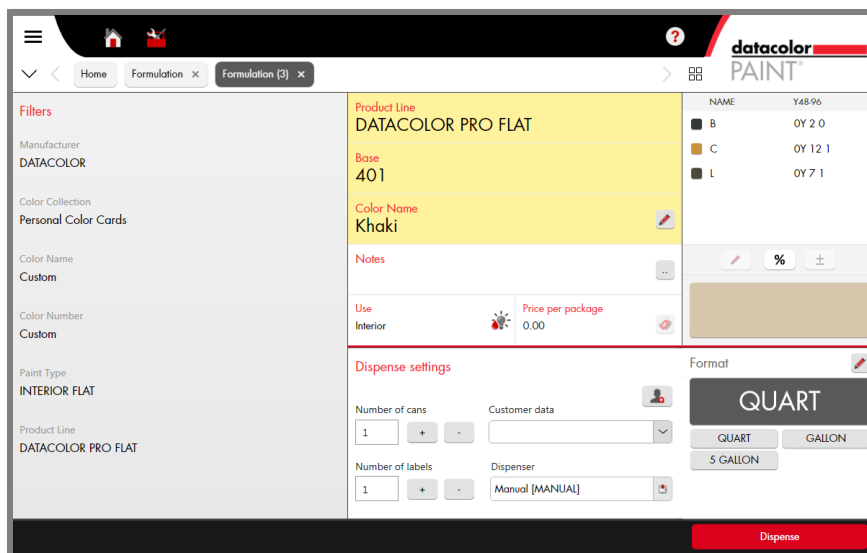 ?
datacolor
PAINT®
Home
Formulation ×
Formulation (3) ×
Filters
Manufacturer
DATACOLOR
Color Collection
Personal Color Cards
Color Name
Custom
Color Number
Custom
Paint Type
INTERIOR FLAT
Product Line
DATACOLOR PRO FLAT
Product Line
DATACOLOR PRO FLAT
Base
401
Color Name
Khaki
Notes
..
Use
Interior
Price per package
0.00
NAME Y48-96
B 0Y 2 0
C 0Y 12 1
L 0Y 7 1
% ±
Dispense settings
Number of cans
1 + -
Customer data
Number of labels
1 + -
Dispenser
Manual [MANUAL]
Format
QUART
QUART GALLON
5 GALLON
Dispense